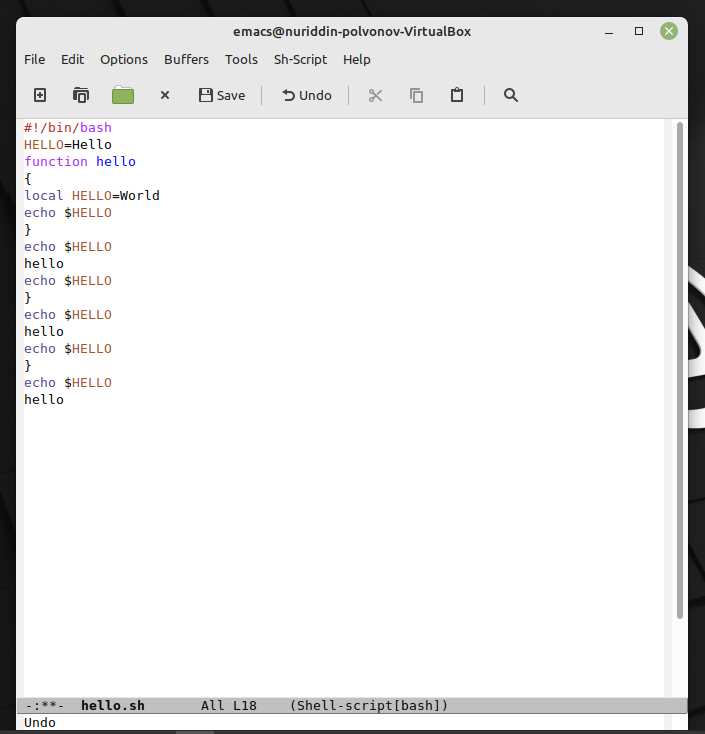 emacs@nuriddin-polvonov-VirtualBox
File Edit Options Buffers Tools Sh-Script Help
Save Undo
#!/bin/bash
HELLO=Hello
function hello
{
local HELLO=World
echo $HELLO
}
echo $HELLO
hello
echo $HELLO
}
echo $HELLO
hello
echo $HELLO
}
echo $HELLO
hello
-:**- hello.sh All L18 (Shell-script[bash])
Undo